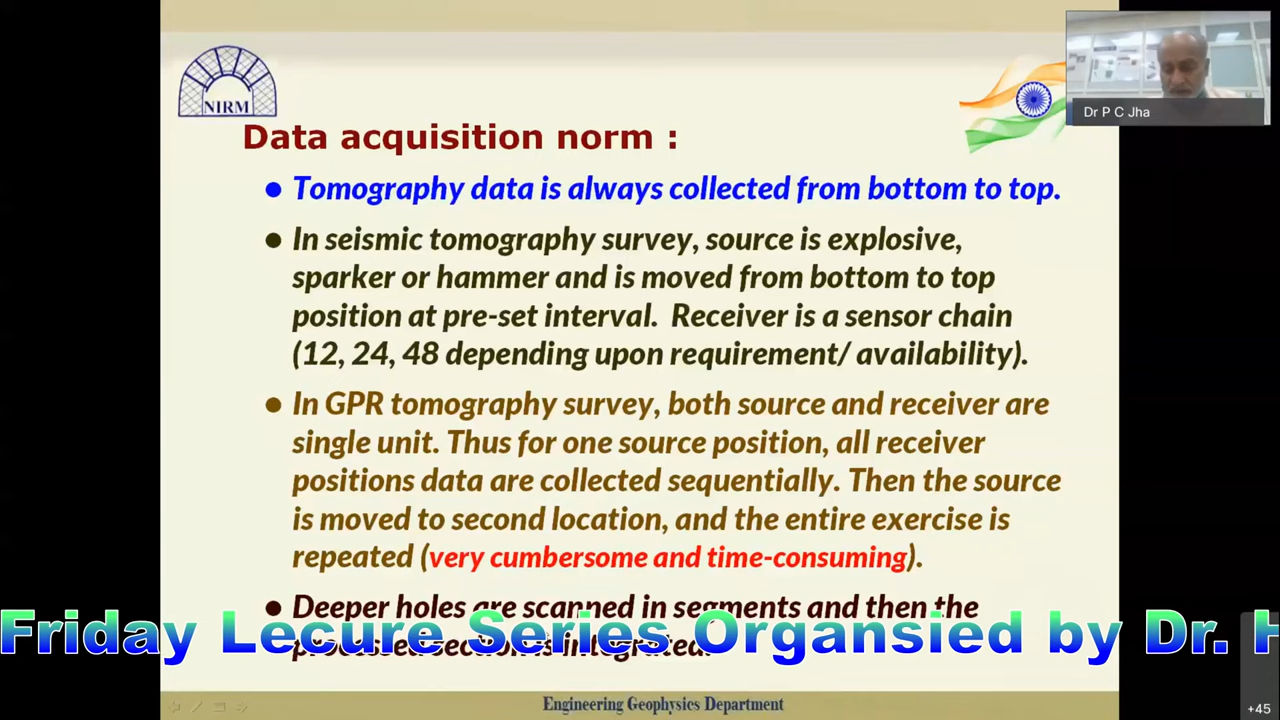 NIRM
Dr P C Jha
Data acquisition norm :
● Tomography data is always collected from bottom to top.
● In seismic tomography survey, source is explosive,
sparker or hammer and is moved from bottom to top
position at pre-set interval. Receiver is a sensor chain
(12, 24, 48 depending upon requirement/ availability).
● In GPR tomography survey, both source and receiver are
single unit. Thus for one source position, all receiver
positions data are collected sequentially. Then the source
is moved to second location, and the entire exercise is
repeated (very cumbersome and time-consuming).
● Deeper holes are scanned in segments and then the
processed section is integrated.
Friday Lecure Series Organsied by Dr. H
Engineering Geophysics Department
+45